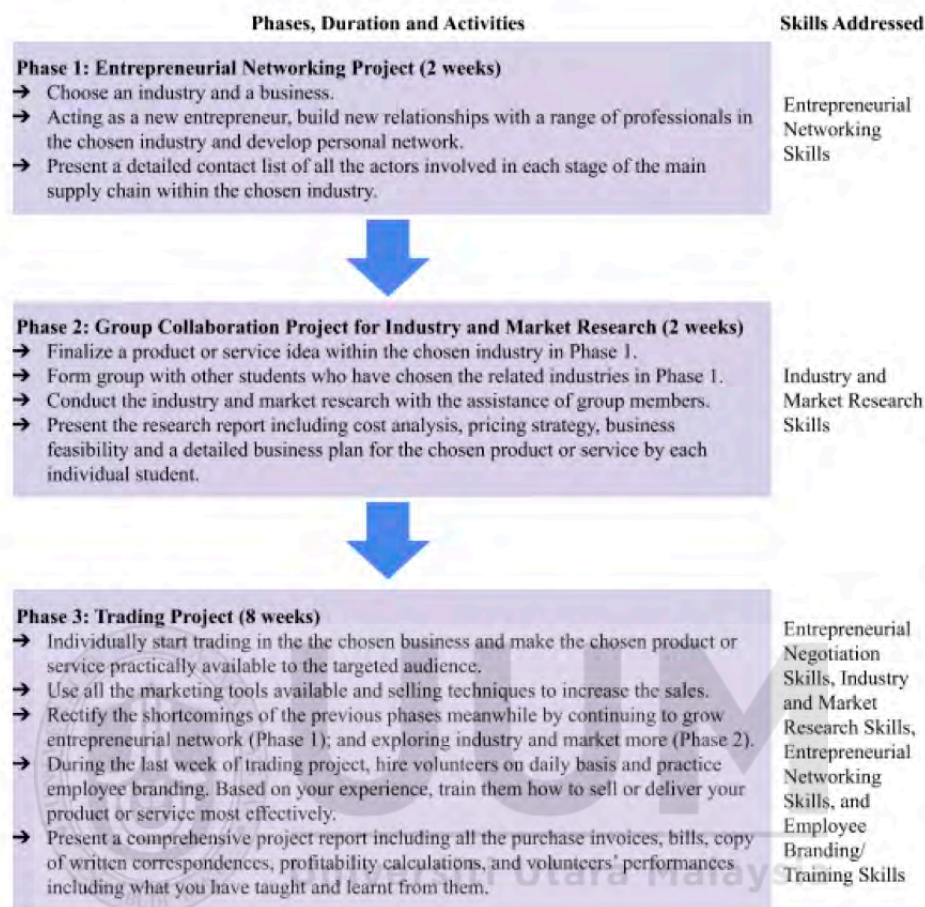 Phases, Duration and Activities
Skills Addressed
Phase 1: Entrepreneurial Networking Project (2 weeks)
➔ Choose an industry and a business.
➔ Acting as a new entrepreneur, build new relationships with a range of professionals in
the chosen industry and develop personal network.
➔ Present a detailed contact list of all the actors involved in each stage of the main
supply chain within the chosen industry.
Entrepreneurial
Networking
Skills
Phase 2: Group Collaboration Project for Industry and Market Research (2 weeks)
➔ Finalize a product or service idea within the chosen industry in Phase 1.
➔ Form group with other students who have chosen the related industries in Phase 1.
➔ Conduct the industry and market research with the assistance of group members.
➔ Present the research report including cost analysis, pricing strategy, business
feasibility and a detailed business plan for the chosen product or service by each
individual student.
Industry and
Market Research
Skills
Phase 3: Trading Project (8 weeks)
➔ Individually start trading in the the chosen business and make the chosen product or
service practically available to the targeted audience.
➔ Use all the marketing tools available and selling techniques to increase the sales.
➔ Rectify the shortcomings of the previous phases meanwhile by continuing to grow
entrepreneurial network (Phase 1); and exploring industry and market more (Phase 2).
➔ During the last week of trading project, hire volunteers on daily basis and practice
employee branding. Based on your experience, train them how to sell or deliver your
product or service most effectively.
➔ Present a comprehensive project report including all the purchase invoices, bills, copy
of written correspondences, profitability calculations, and volunteers' performances
including what you have taught and learnt from them.
Entrepreneurial
Negotiation
Skills, Industry
and Market
Research Skills,
Entrepreneurial
Networking
Skills, and
Employee
Branding/
Training Skills
UUM
Universiti Utara Malaysia